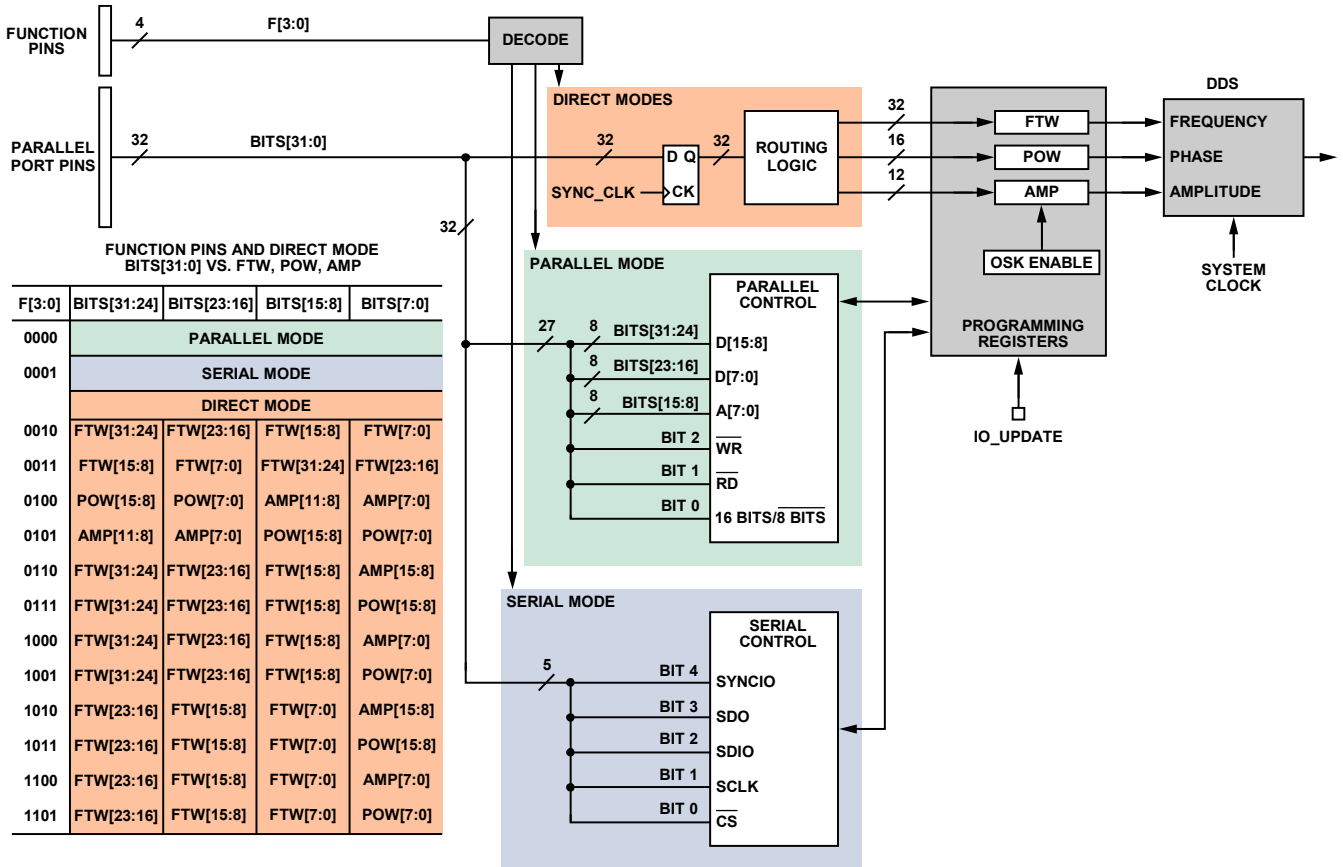 FUNCTION
PINS
4
F[3:0]
DECODE
PARALLEL
PORT PINS
32
BITS[31:0]
32
DIRECT MODES
32
D Q
CK
SYNC_CLK
32
ROUTING
LOGIC
32
16
12
FTW
POW
AMP
OSK ENABLE
PROGRAMMING
REGISTERS
IO_UPDATE
DDS
FREQUENCY
PHASE
AMPLITUDE
SYSTEM
CLOCK
PARALLEL MODE
27
8 BITS[31:24]
8 BITS[23:16]
8 BITS[15:8]
BIT 2
BIT 1
BIT 0
PARALLEL
CONTROL
D[15:8]
D[7:0]
A[7:0]
WR
RD
16 BITS/8 BITS
SERIAL MODE
5
BIT 4
BIT 3
BIT 2
BIT 1
BIT 0
SERIAL
CONTROL
SYNCIO
SDO
SDIO
SCLK
CS
FUNCTION PINS AND DIRECT MODE
BITS[31:0] VS. FTW, POW, AMP
F[3:0] BITS[31:24] BITS[23:16] BITS[15:8] BITS[7:0]
0000 PARALLEL MODE
0001 SERIAL MODE
DIRECT MODE
0010 FTW[31:24] FTW[23:16] FTW[15:8] FTW[7:0]
0011 FTW[15:8] FTW[7:0] FTW[31:24] FTW[23:16]
0100 POW[15:8] POW[7:0] AMP[11:8] AMP[7:0]
0101 AMP[11:8] AMP[7:0] POW[15:8] POW[7:0]
0110 FTW[31:24] FTW[23:16] FTW[15:8] AMP[15:8]
0111 FTW[31:24] FTW[23:16] FTW[15:8] POW[15:8]
1000 FTW[31:24] FTW[23:16] FTW[15:8] AMP[7:0]
1001 FTW[31:24] FTW[23:16] FTW[15:8] POW[7:0]
1010 FTW[23:16] FTW[15:8] FTW[7:0] AMP[15:8]
1011 FTW[23:16] FTW[15:8] FTW[7:0] POW[15:8]
1100 FTW[23:16] FTW[15:8] FTW[7:0] AMP[7:0]
1101 FTW[23:16] FTW[15:8] FTW[7:0] POW[7:0]